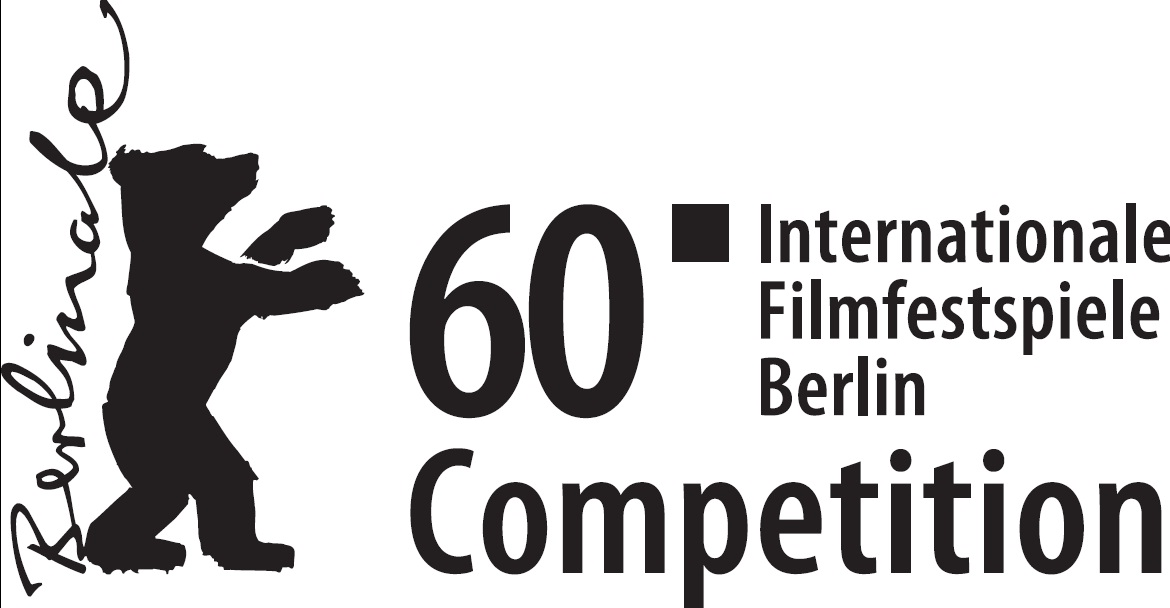 Berlinale
60
Internationale
Filmfestspiele
Berlin
Competition